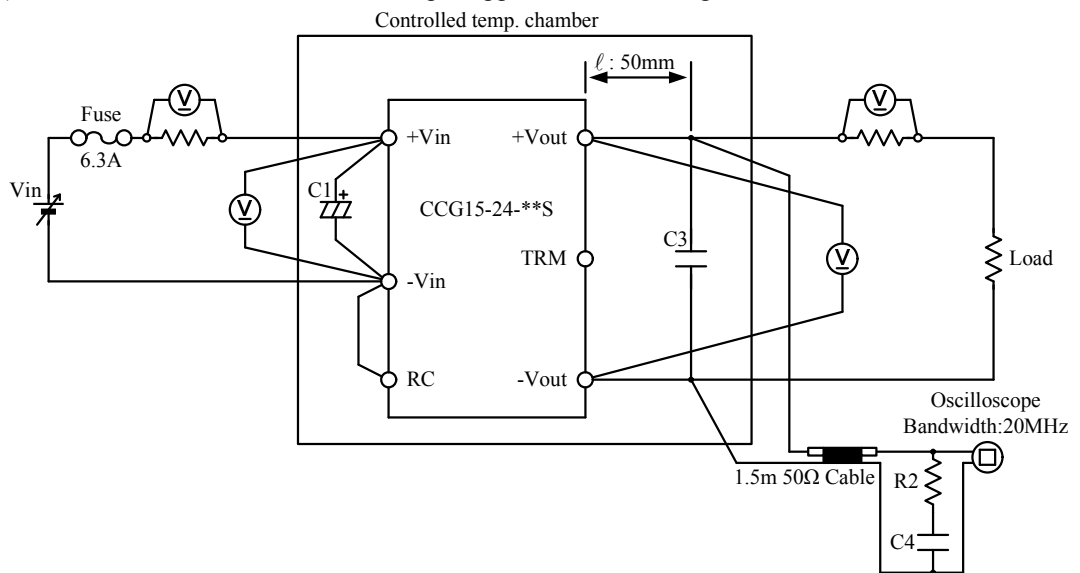 Controlled temp. chamber
ℓ : 50mm
Fuse
6.3A
V
V
+Vin
+Vout
Vin
V
C1
+
CCG15-24-**S
C3
V
TRM
Load
-Vin
RC
-Vout
Oscilloscope
Bandwidth:20MHz
1.5m 50Ω Cable
R2
C4